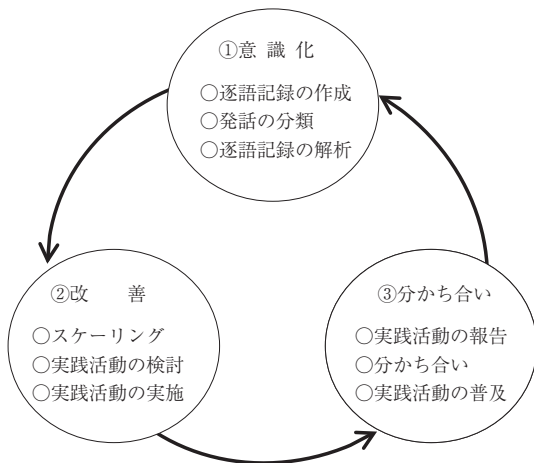 ①意 識 化
○逐語記録の作成
○発話の分類
○逐語記録の解析
②改　　善
○スケーリング
○実践活動の検討
○実践活動の実施
③分かち合い
○実践活動の報告
○分かち合い
○実践活動の普及